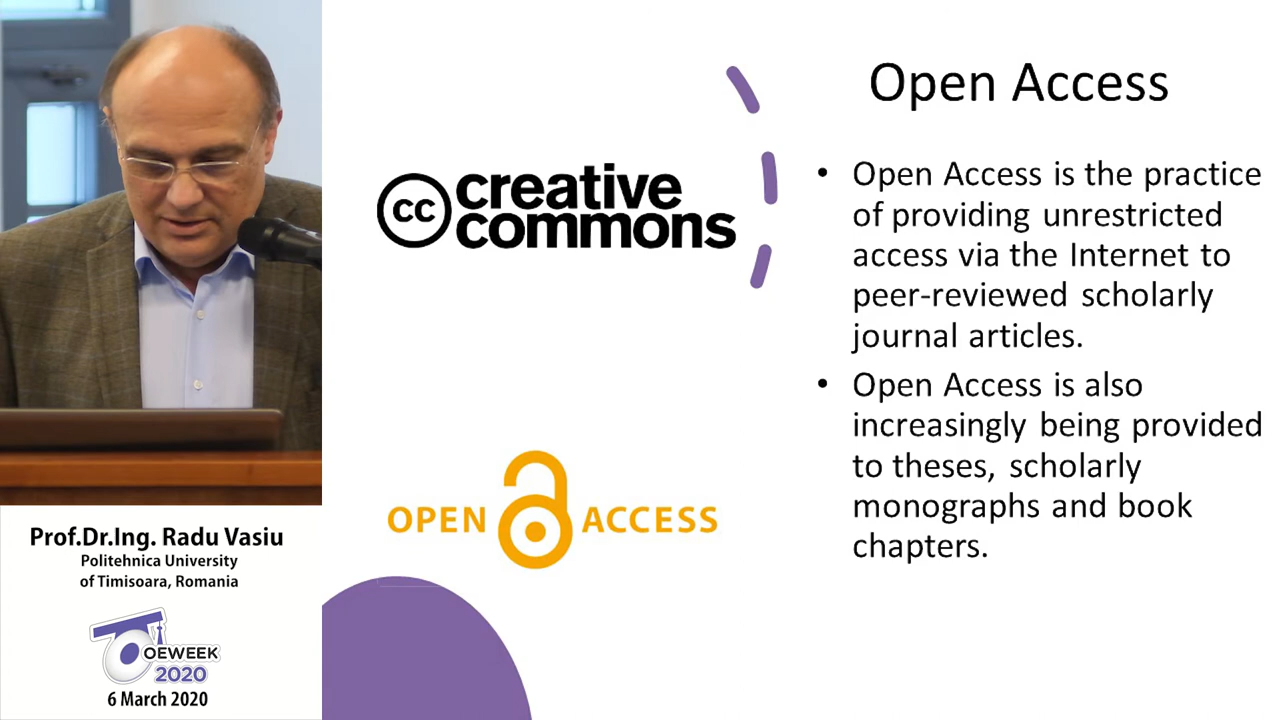 Open Access
cc creative
commons
• Open Access is the practice
of providing unrestricted
access via the Internet to
peer-reviewed scholarly
journal articles.
• Open Access is also
increasingly being provided
to theses, scholarly
monographs and book
chapters.
OPEN ACCESS
Prof.Dr.Ing. Radu Vasiu
Politehnica University
of Timisoara, Romania
OEWEEK
2020
6 March 2020